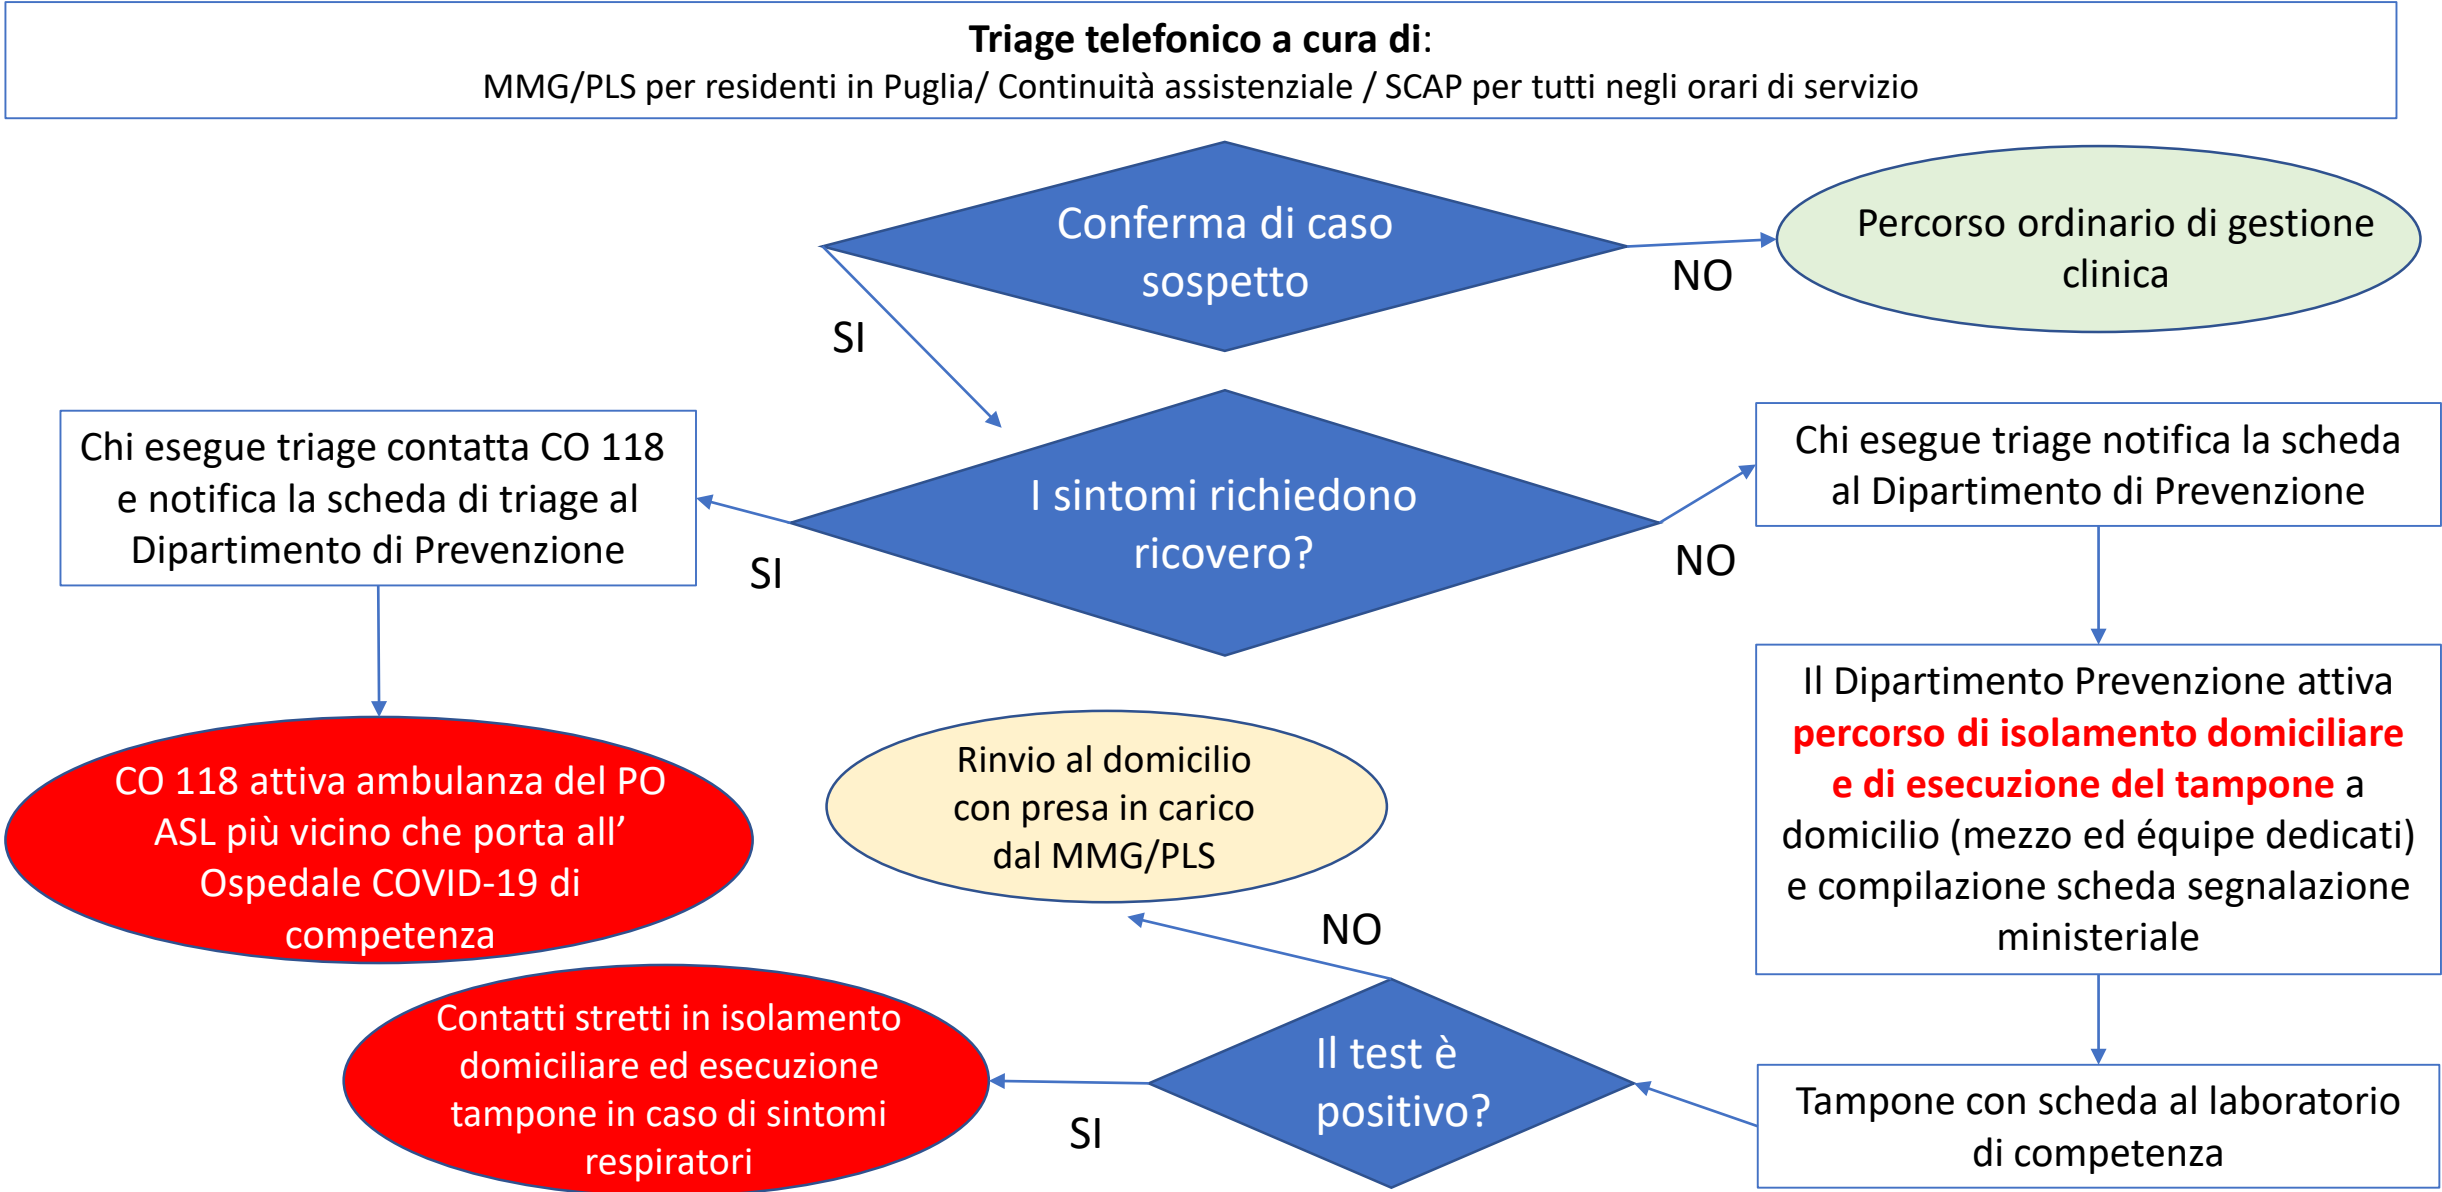 Triage telefonico a cura di:
MMG/PLS per residenti in Puglia/ Continuità assistenziale / SCAP per tutti negli orari di servizio
Conferma di caso
sospetto
NO
Percorso ordinario di gestione
clinica
SI
I sintomi richiedono
ricovero?
SI
Chi esegue triage contatta CO 118
e notifica la scheda di triage al
Dipartimento di Prevenzione
CO 118 attiva ambulanza del PO
ASL più vicino che porta all’
Ospedale COVID-19 di
competenza
NO
Chi esegue triage notifica la scheda
al Dipartimento di Prevenzione
Il Dipartimento Prevenzione attiva
percorso di isolamento domiciliare
e di esecuzione del tampone a
domicilio (mezzo ed équipe dedicati)
e compilazione scheda segnalazione
ministeriale
Tampone con scheda al laboratorio
di competenza
Il test è
positivo?
NO
Rinvio al domicilio
con presa in carico
dal MMG/PLS
SI
Contatti stretti in isolamento
domiciliare ed esecuzione
tampone in caso di sintomi
respiratori